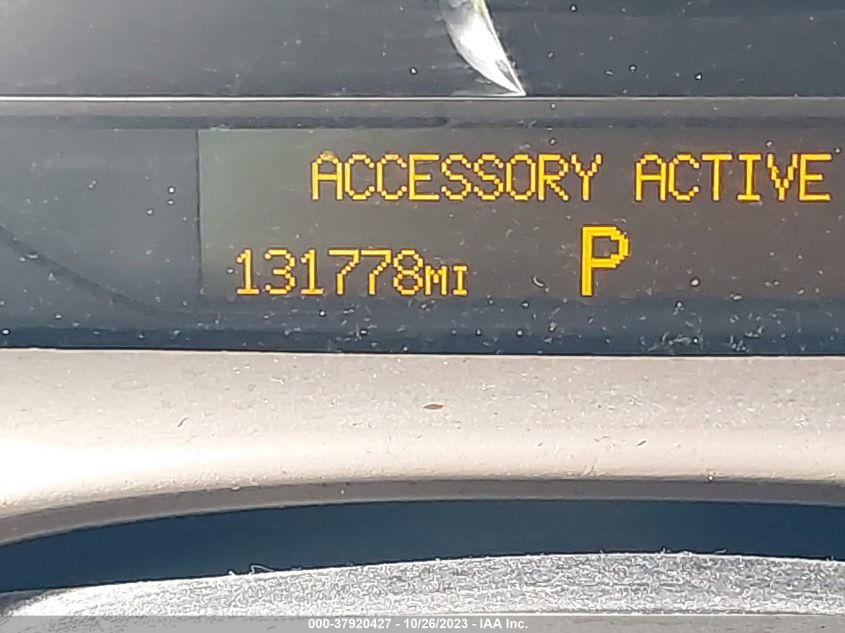 ACCESSORY ACTIVE
131778MI P
000-37920427 - 10/26/2023 - IAA Inc.